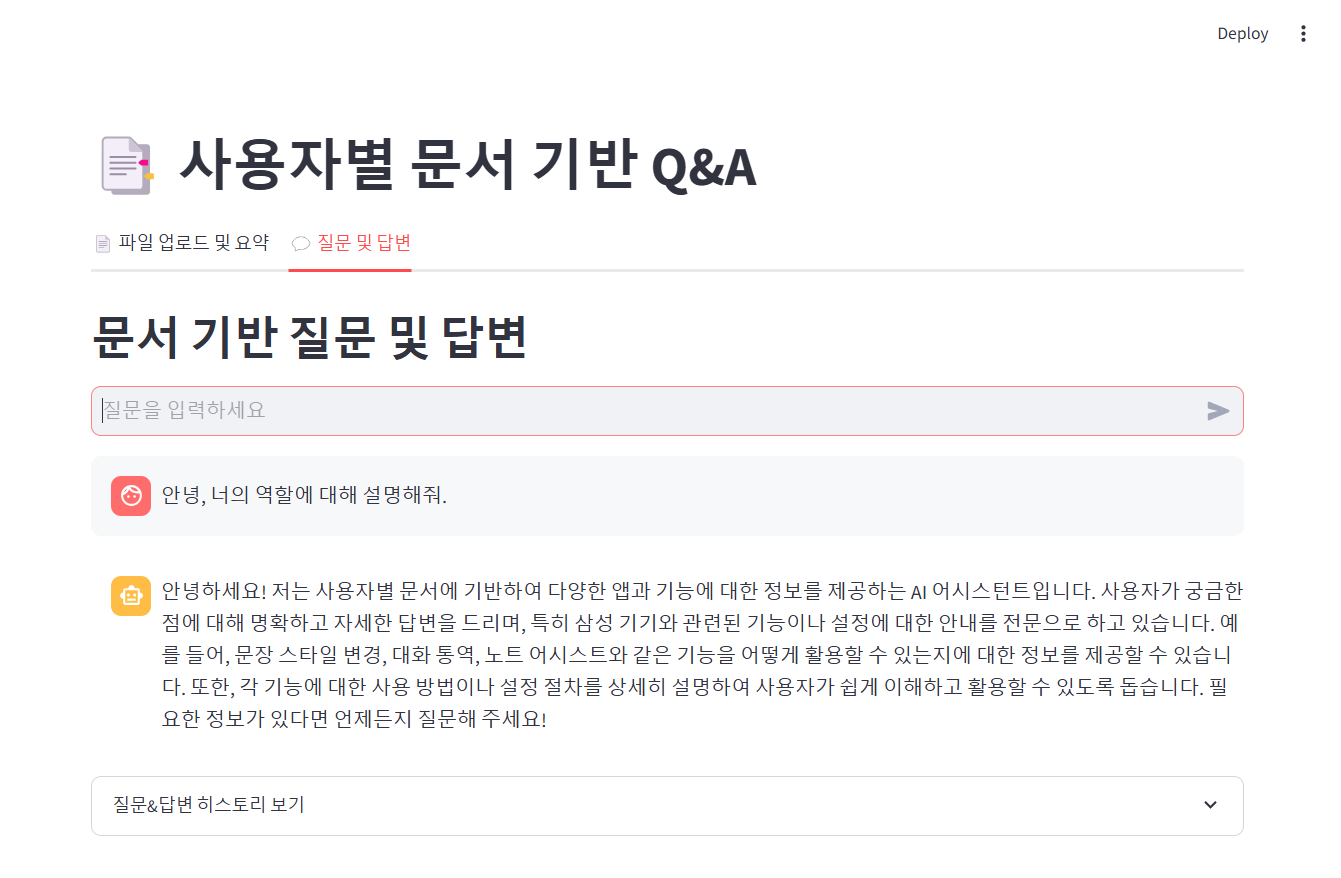 Deploy
사용자별 문서 기반 Q&A
파일 업로드 및 요약
질문 및 답변
문서 기반 질문 및 답변
질문을 입력하세요
안녕, 너의 역할에 대해 설명해줘.
안녕하세요! 저는 사용자별 문서에 기반하여 다양한 앱과 기능에 대한 정보를 제공하는 AI 어시스턴트입니다. 사용자가 궁금한
점에 대해 명확하고 자세한 답변을 드리며, 특히 삼성 기기와 관련된 기능이나 설정에 대한 안내를 전문으로 하고 있습니다. 예
를 들어, 문장 스타일 변경, 대화 통역, 노트 어시스트와 같은 기능을 어떻게 활용할 수 있는지에 대한 정보를 제공할 수 있습니
다. 또한, 각 기능에 대한 사용 방법이나 설정 절차를 상세히 설명하여 사용자가 쉽게 이해하고 활용할 수 있도록 돕습니다. 필
요한 정보가 있다면 언제든지 질문해 주세요!
질문&답변 히스토리 보기